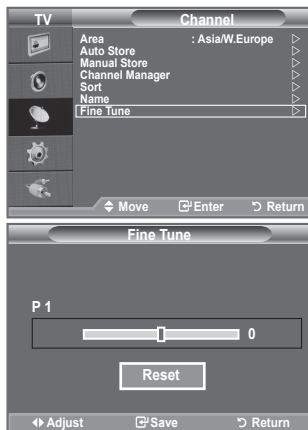 TV Channel
Area : Asia/W.Europe
Auto Store
Manual Store
Channel Manager
Sort
Name
Fine Tune
Move Enter Return
Fine Tune
P 1
0
Reset
Adjust Save Return